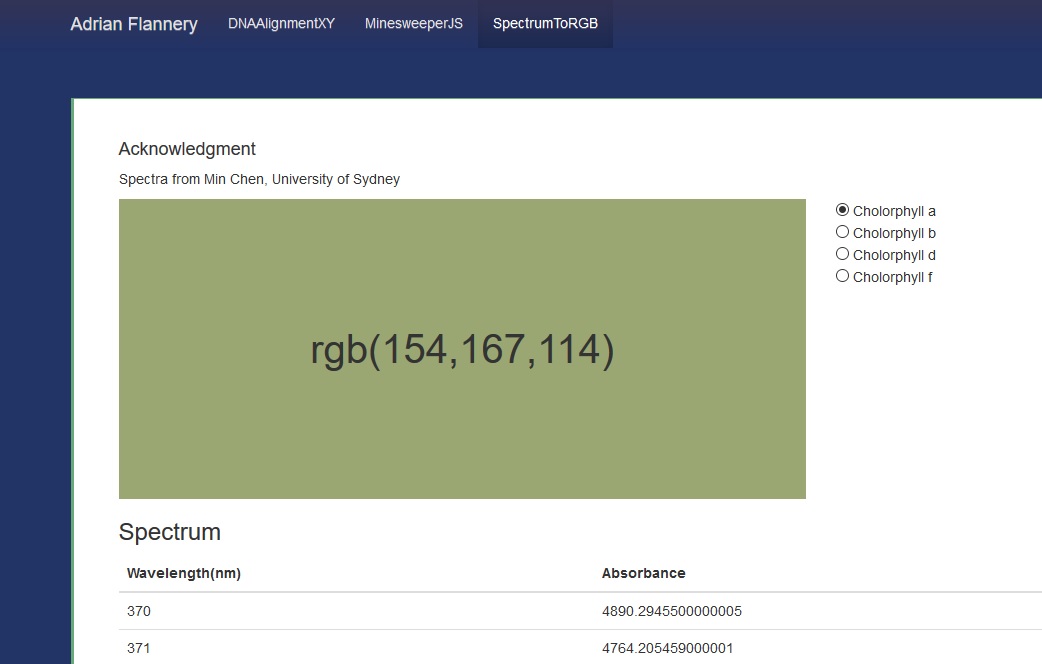 Adrian Flannery DNAAlignmentXY MinesweeperJS SpectrumToRGB
Acknowledgment
Spectra from Min Chen, University of Sydney
Cholorphyll a
Cholorphyll b
Cholorphyll d
Cholorphyll f
rgb(154,167,114)
Spectrum
Wavelength(nm) Absorbance
370 4890.2945500000005
371 4764.205459000001